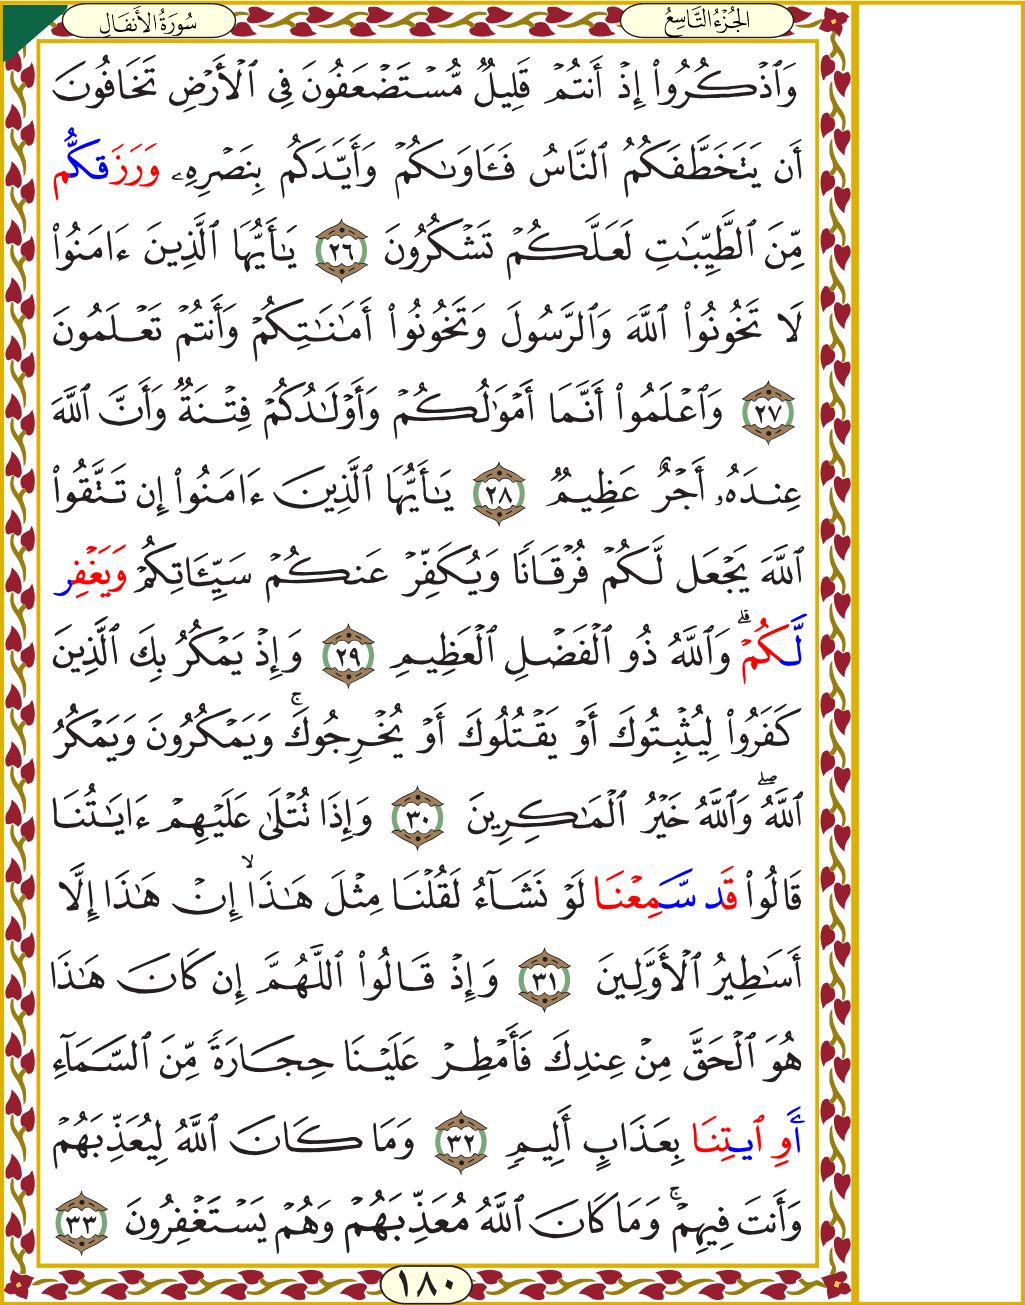 سُورَةُ الأَنفَالِ
الجُزْءُ التَّاسِعُ
وَٱذْكُرُوا۟ إِذْ أَنتُمْ قَلِيلٌ مُّسْتَضْعَفُونَ فِى ٱلْأَرْضِ تَخَافُونَ
أَن يَتَخَطَّفَكُمُ ٱلنَّاسُ فَـَٔاوَىٰكُمْ وَأَيَّدَكُم بِنَصْرِهِۦ وَرَزَقكُّم
مِّنَ ٱلطَّيِّبَـٰتِ لَعَلَّكُمْ تَشْكُرُونَ ٢٦ يَـٰٓأَيُّهَا ٱلَّذِينَ ءَامَنُوا۟
لَا تَخُونُوا۟ ٱللَّهَ وَٱلرَّسُولَ وَتَخُونُوٓا۟ أَمَـٰنَـٰتِكُمْ وَأَنتُمْ تَعْلَمُونَ
٢٧ وَٱعْلَمُوٓا۟ أَنَّمَآ أَمْوَٰلُكُمْ وَأَوْلَـٰدُكُمْ فِتْنَةٌ وَأَنَّ ٱللَّهَ
عِندَهُۥٓ أَجْرٌ عَظِيمٌ ٢٨ يَـٰٓأَيُّهَا ٱلَّذِينَ ءَامَنُوٓا۟ إِن تَتَّقُوا۟
ٱللَّهَ يَجْعَل لَّكُمْ فُرْقَانًا وَيُكَفِّرْ عَنكُمْ سَيِّـَٔاتِكُمْ وَيَغْفِر
لَّكُمْ ۗ وَٱللَّهُ ذُو ٱلْفَضْلِ ٱلْعَظِيمِ ٢٩ وَإِذْ يَمْكُرُ بِكَ ٱلَّذِينَ
كَفَرُوا۟ لِيُثْبِتُوكَ أَوْ يَقْتُلُوكَ أَوْ يُخْرِجُوكَ ۚ وَيَمْكُرُونَ وَيَمْكُرُ
ٱللَّهُ ۖ وَٱللَّهُ خَيْرُ ٱلْمَـٰكِرِينَ ٣٠ وَإِذَا تُتْلَىٰ عَلَيْهِمْ ءَايَـٰتُنَا
قَالُوا۟ قَد سَّمِعْنَا لَوْ نَشَآءُ لَقُلْنَا مِثْلَ هَـٰذَآ ۙ إِنْ هَـٰذَآ إِلَّآ
أَسَـٰطِيرُ ٱلْأَوَّلِينَ ٣١ وَإِذْ قَالُوا۟ ٱللَّهُمَّ إِن كَانَ هَـٰذَا
هُوَ ٱلْحَقَّ مِنْ عِندِكَ فَأَمْطِرْ عَلَيْنَا حِجَارَةً مِّنَ ٱلسَّمَآءِ
أَوِ ٱيتِنَا بِعَذَابٍ أَلِيمٍ ٣٢ وَمَا كَانَ ٱللَّهُ لِيُعَذِّبَهُمْ
وَأَنتَ فِيهِمْ ۚ وَمَا كَانَ ٱللَّهُ مُعَذِّبَهُمْ وَهُمْ يَسْتَغْفِرُونَ ٣٣
١٨٠